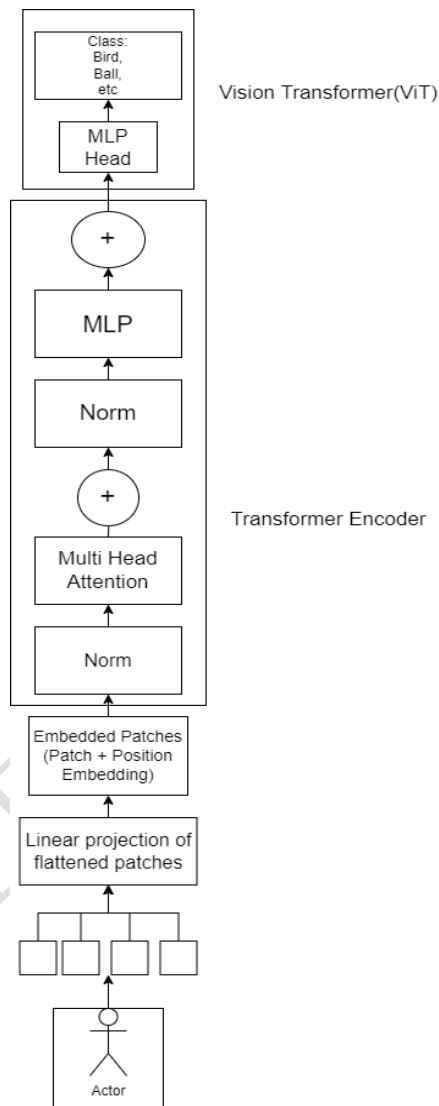 Class:
Bird,
Ball,
etc
Vision Transformer(ViT)
MLP
Head
+
MLP
Norm
+
Transformer Encoder
Multi Head
Attention
Norm
Embedded Patches
(Patch + Position
Embedding)
Linear projection of
flattened patches
Actor